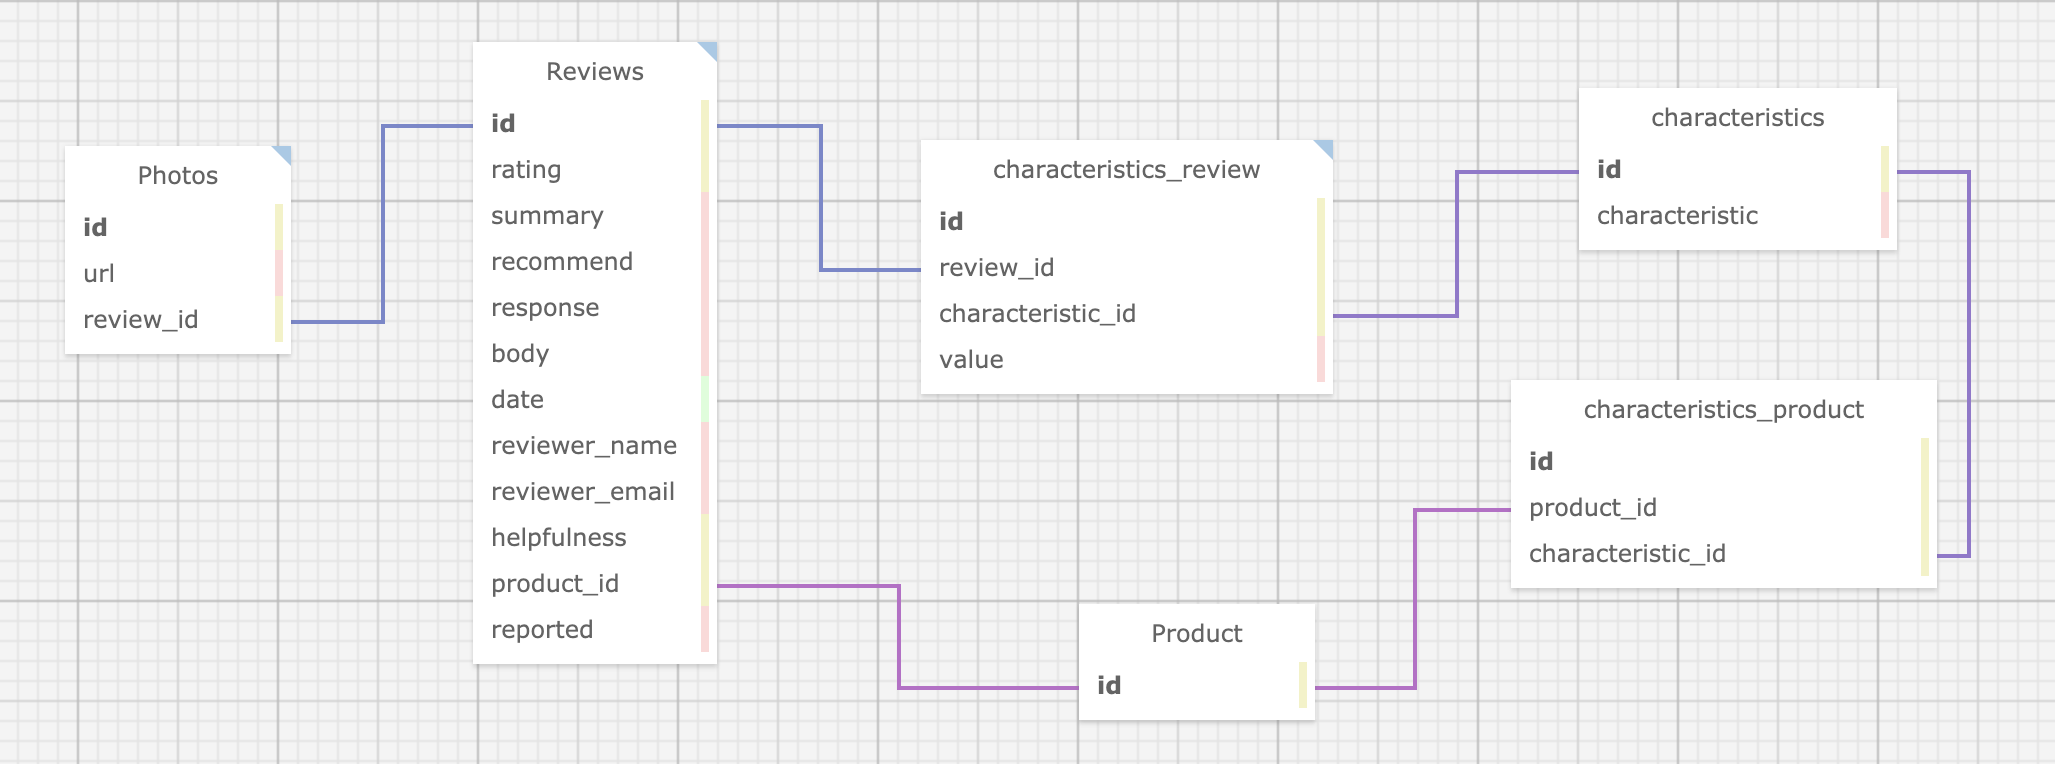 Photos
id
url
review_id
Reviews
id
rating
summary
recommend
response
body
date
reviewer_name
reviewer_email
helpfulness
product_id
reported
characteristics_review
id
review_id
characteristic_id
value
characteristics
id
characteristic
characteristics_product
id
product_id
characteristic_id
Product
id